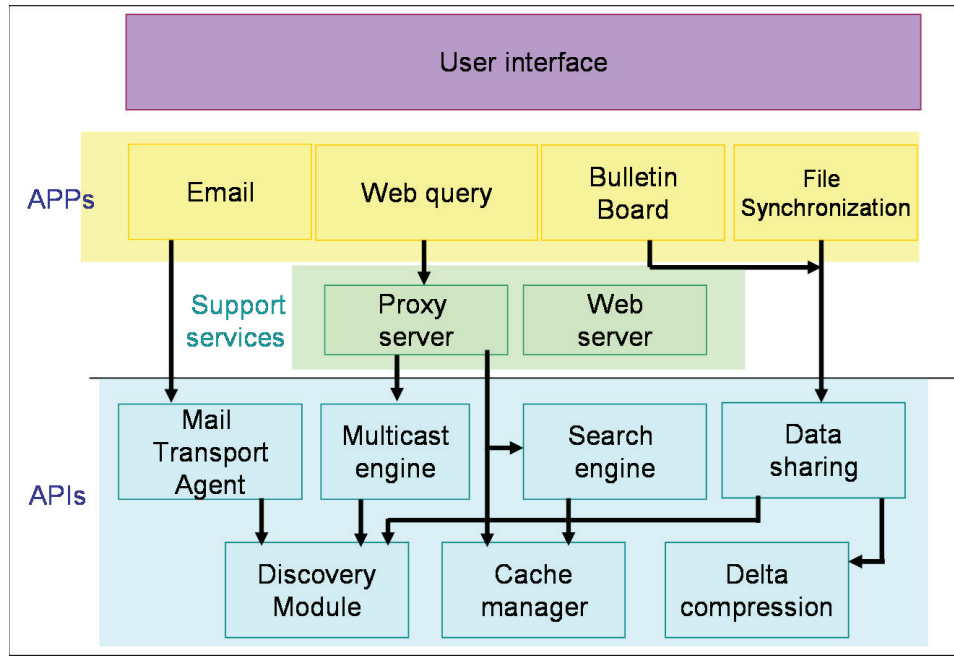 User interface
APPs
Email
Web query
Bulletin
Board
File
Synchronization
Support
services
Proxy
server
Web
server
APIs
Mail
Transport
Agent
Multicast
engine
Search
engine
Data
sharing
Discovery
Module
Cache
manager
Delta
compression